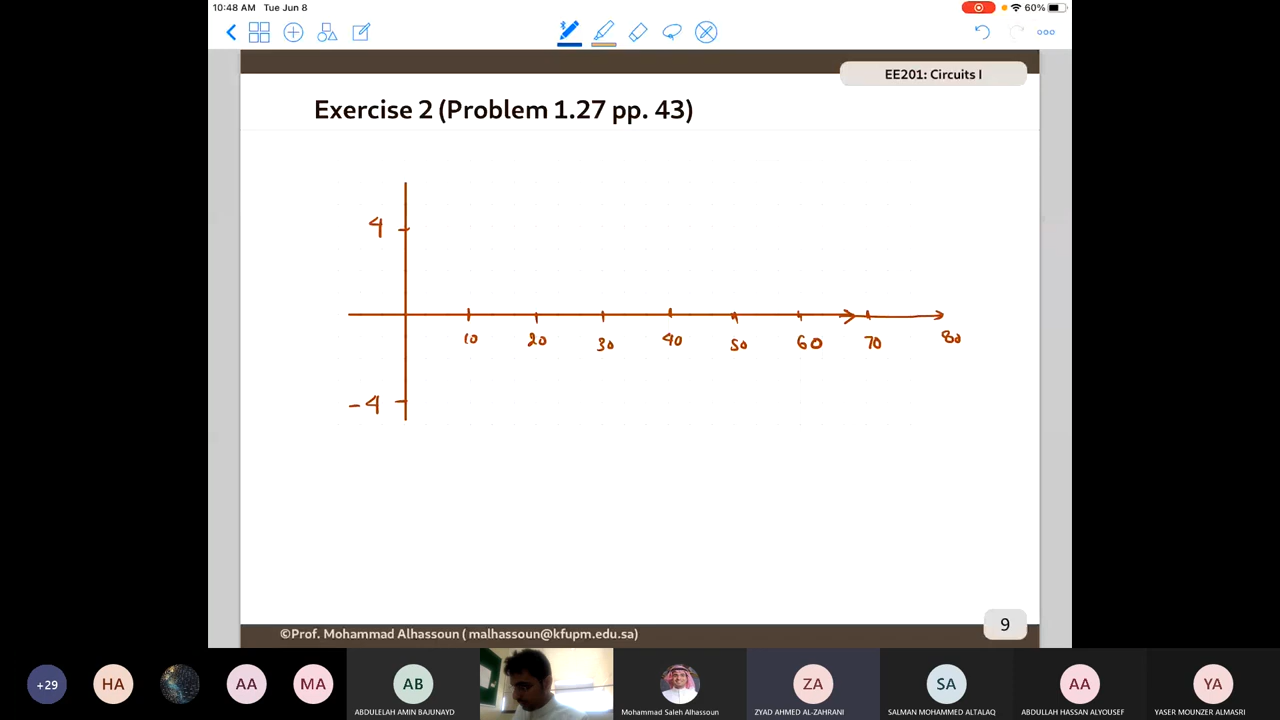 10:48 AM Tue Jun 8
60%
EE201: Circuits I
Exercise 2 (Problem 1.27 pp. 43)
4
10 20 30 40 50 60 70 80
-4
9
©Prof. Mohammad Alhassoun ( malhassoun@kfupm.edu.sa)
+29 HA AA MA AB ZA SA AA YA
ABDULELAH AMIN BAJUNAYD Mohammad Saleh Alhassoun ZYAD AHMED AL-ZAHRANI SALMAN MOHAMMED ALTALAQ ABDULLAH HASSAN ALYOUSEF YASER MOUNZER ALMASRI